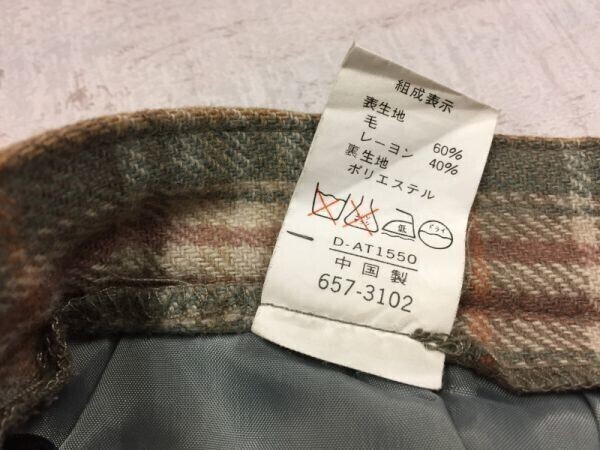 組成表示
表生地
毛 60%
レーヨン 40%
裏生地
ポリエステル
低 ドライ
D-AT1550
中国製
657-3102